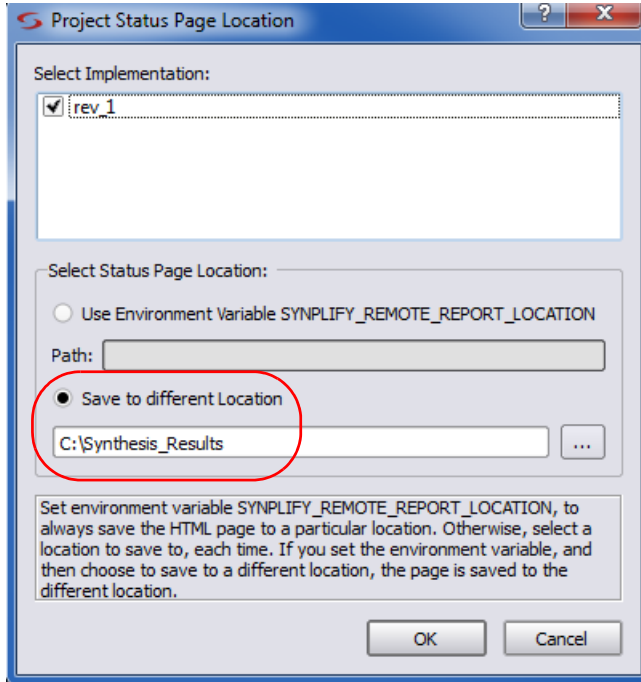 Project Status Page Location
Select Implementation:
rev_1
Select Status Page Location:
Use Environment Variable SYNPLIFY_REMOTE_REPORT_LOCATION
Path:
Save to different Location
C:\Synthesis_Results
...
Set environment variable SYNPLIFY_REMOTE_REPORT_LOCATION, to
always save the HTML page to a particular location. Otherwise, select a
location to save to, each time. If you set the environment variable, and
then choose to save to a different location, the page is saved to the
different location.
OK
Cancel